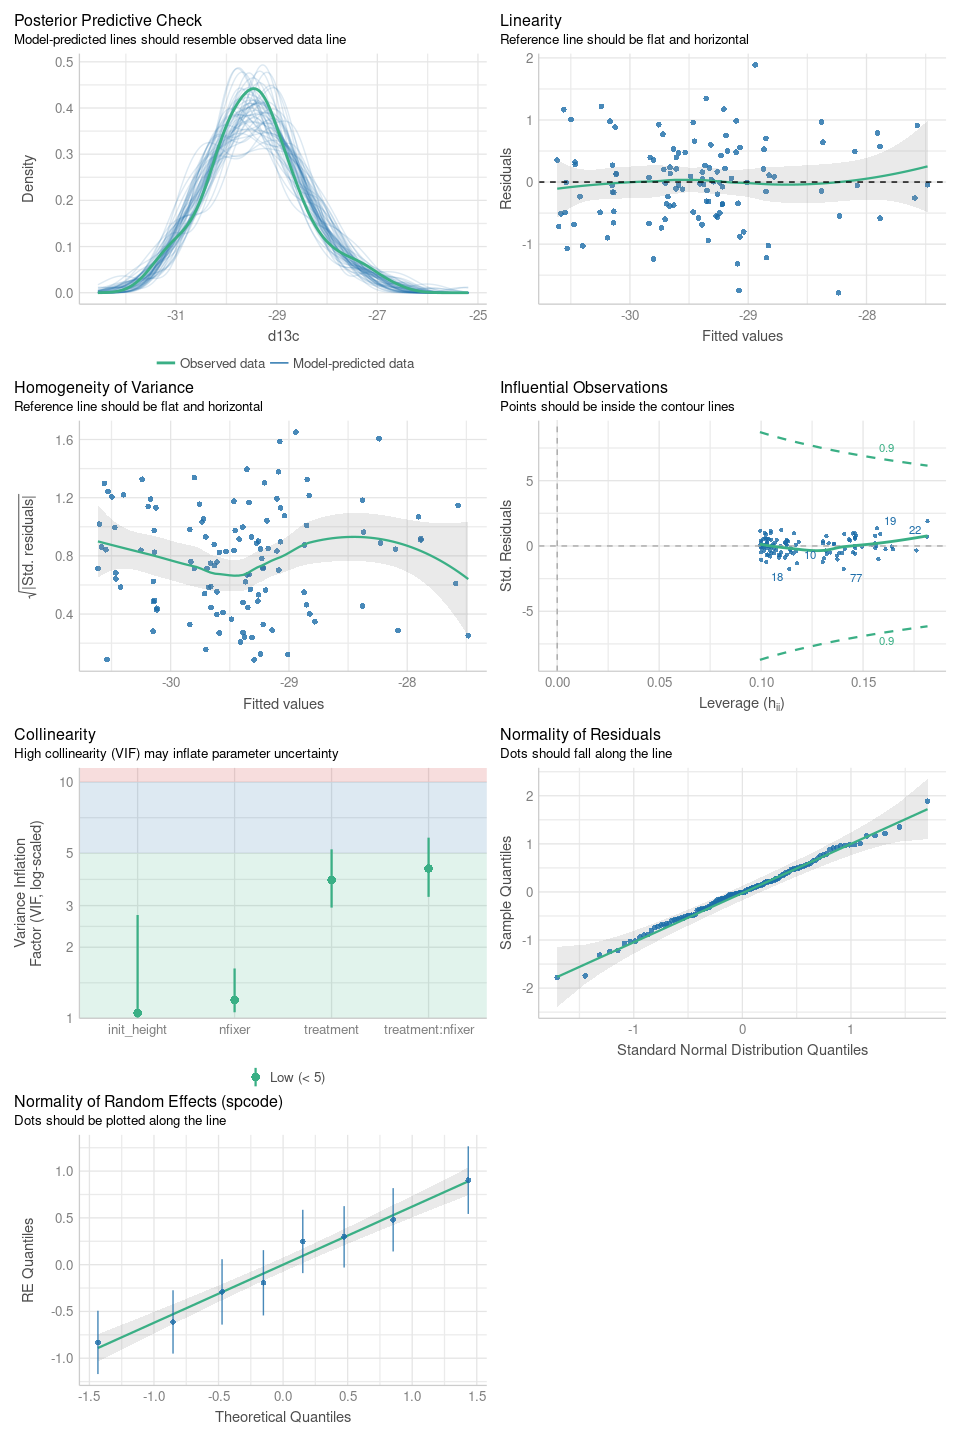 Posterior Predictive Check
Model-predicted lines should resemble observed data line
0.5
0.4
0.3
0.2
0.1
0.0
Density
-31
-29
-27
-25
d13c
Observed data
Model-predicted data
Linearity
Reference line should be flat and horizontal
2
1
0
-1
Residuals
-30
-29
-28
Fitted values
Homogeneity of Variance
Reference line should be flat and horizontal
1.6
1.2
0.8
0.4
√|Std. residuals|
-30
-29
-28
Fitted values
Influential Observations
Points should be inside the contour lines
5
0
-5
Std. Residuals
0.9
19
22
10
18
77
0.9
0.00
0.05
0.10
0.15
Leverage (hii)
Collinearity
High collinearity (VIF) may inflate parameter uncertainty
10
5
3
2
1
Variance Inflation
Factor (VIF, log-scaled)
init_height
nfixer
treatment
treatment:nfixer
Low (< 5)
Normality of Residuals
Dots should fall along the line
2
1
0
-1
-2
Sample Quantiles
-1
0
1
Standard Normal Distribution Quantiles
Normality of Random Effects (spcode)
Dots should be plotted along the line
1.0
0.5
0.0
-0.5
-1.0
RE Quantiles
-1.5
-1.0
-0.5
0.0
0.5
1.0
1.5
Theoretical Quantiles